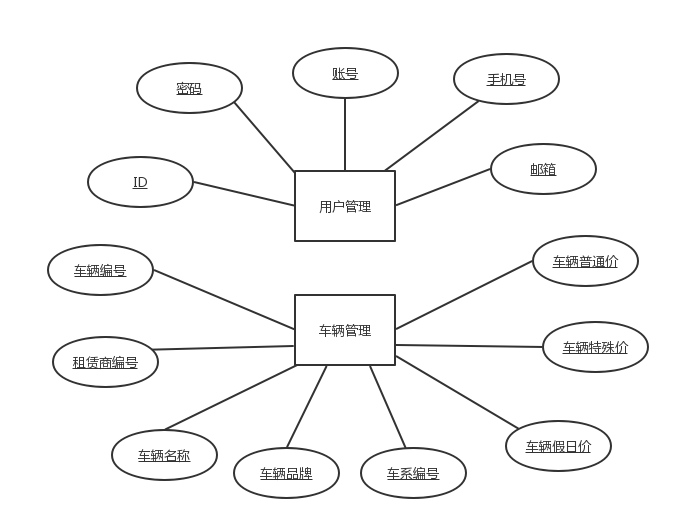 账号
手机号
密码
邮箱
ID
用户管理
车辆普通价
车辆编号
车辆管理
车辆特殊价
租赁商编号
车辆假日价
车辆名称
车辆品牌
车系编号